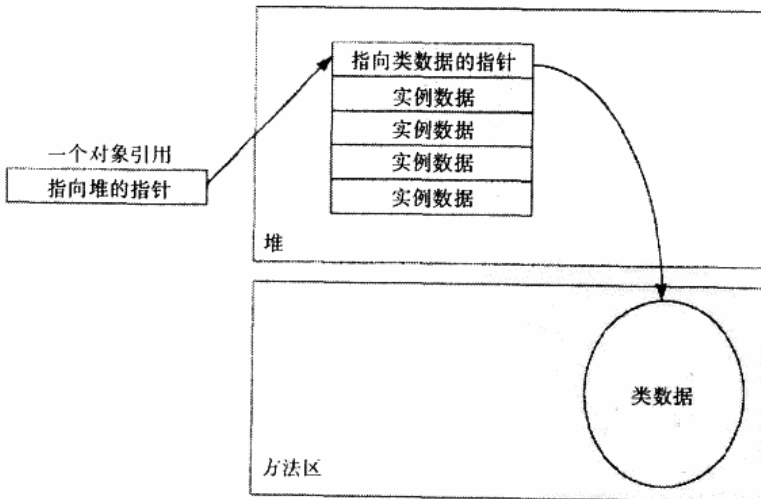 指向类数据的指针
实例数据
实例数据
实例数据
实例数据
一个对象引用
指向堆的指针
堆
类数据
方法区